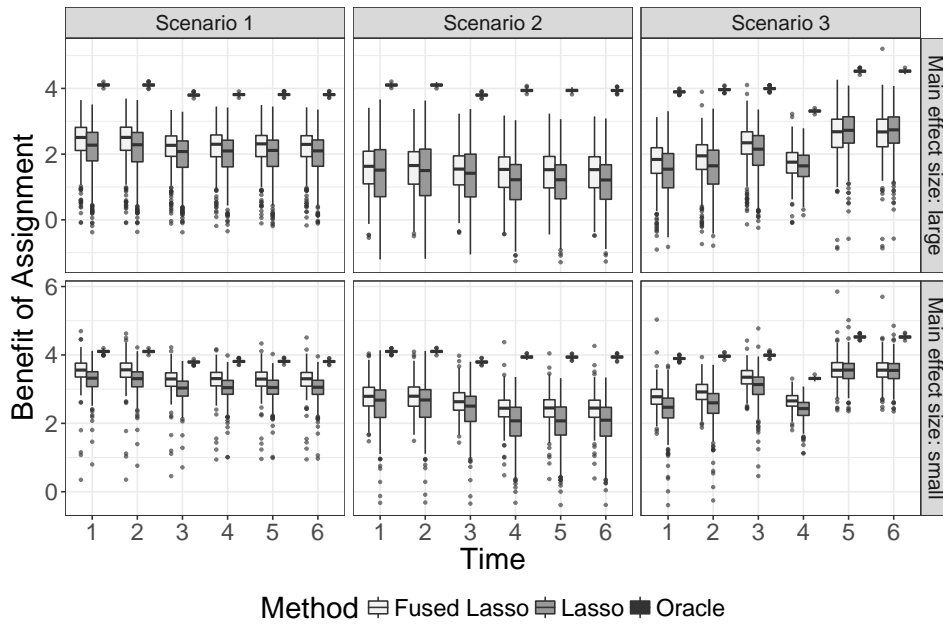 Scenario 1 Scenario 2 Scenario 3
Benefit of Assignment
4
2
0
Main effect size: large
6
4
2
0
Main effect size: small
1 2 3 4 5 6 1 2 3 4 5 6 1 2 3 4 5 6
Time
Method Fused Lasso Lasso Oracle